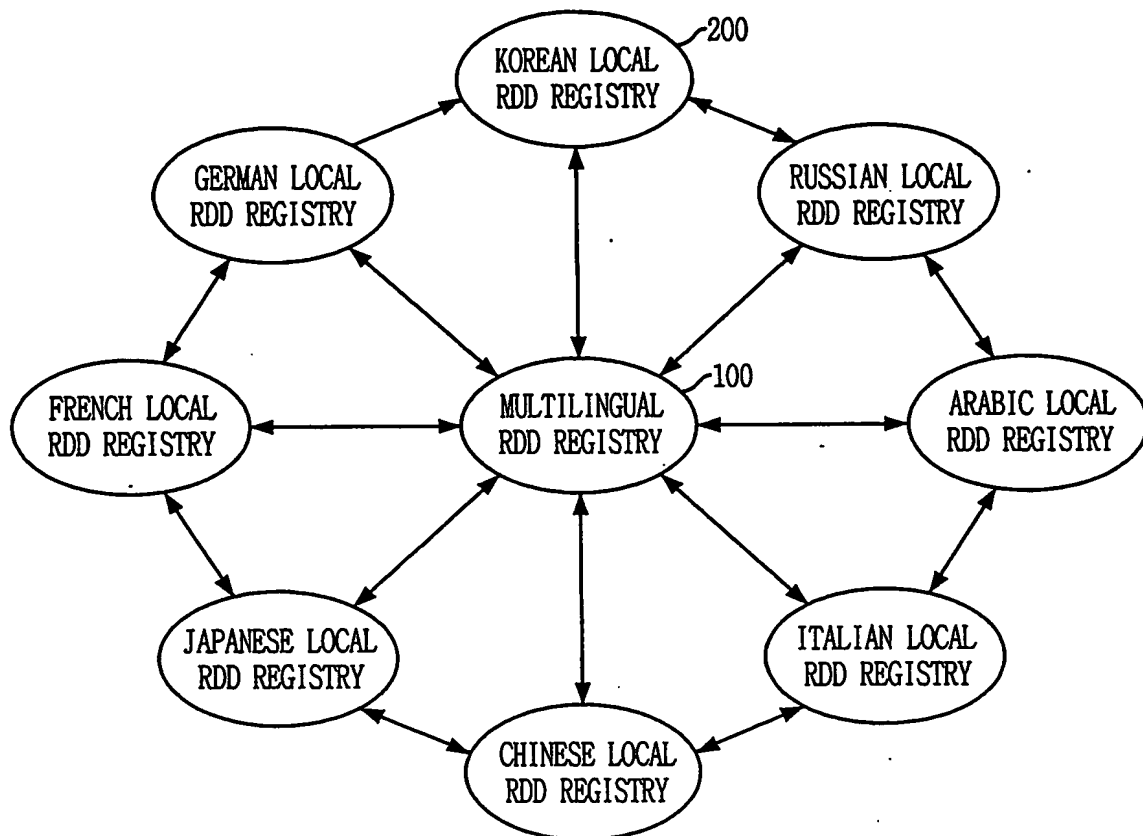 200
KOREAN LOCAL
RDD REGISTRY
GERMAN LOCAL
RDD REGISTRY
RUSSIAN LOCAL
RDD REGISTRY
100
FRENCH LOCAL
RDD REGISTRY
MULTILINGUAL
RDD REGISTRY
ARABIC LOCAL
RDD REGISTRY
JAPANESE LOCAL
RDD REGISTRY
ITALIAN LOCAL
RDD REGISTRY
CHINESE LOCAL
RDD REGISTRY